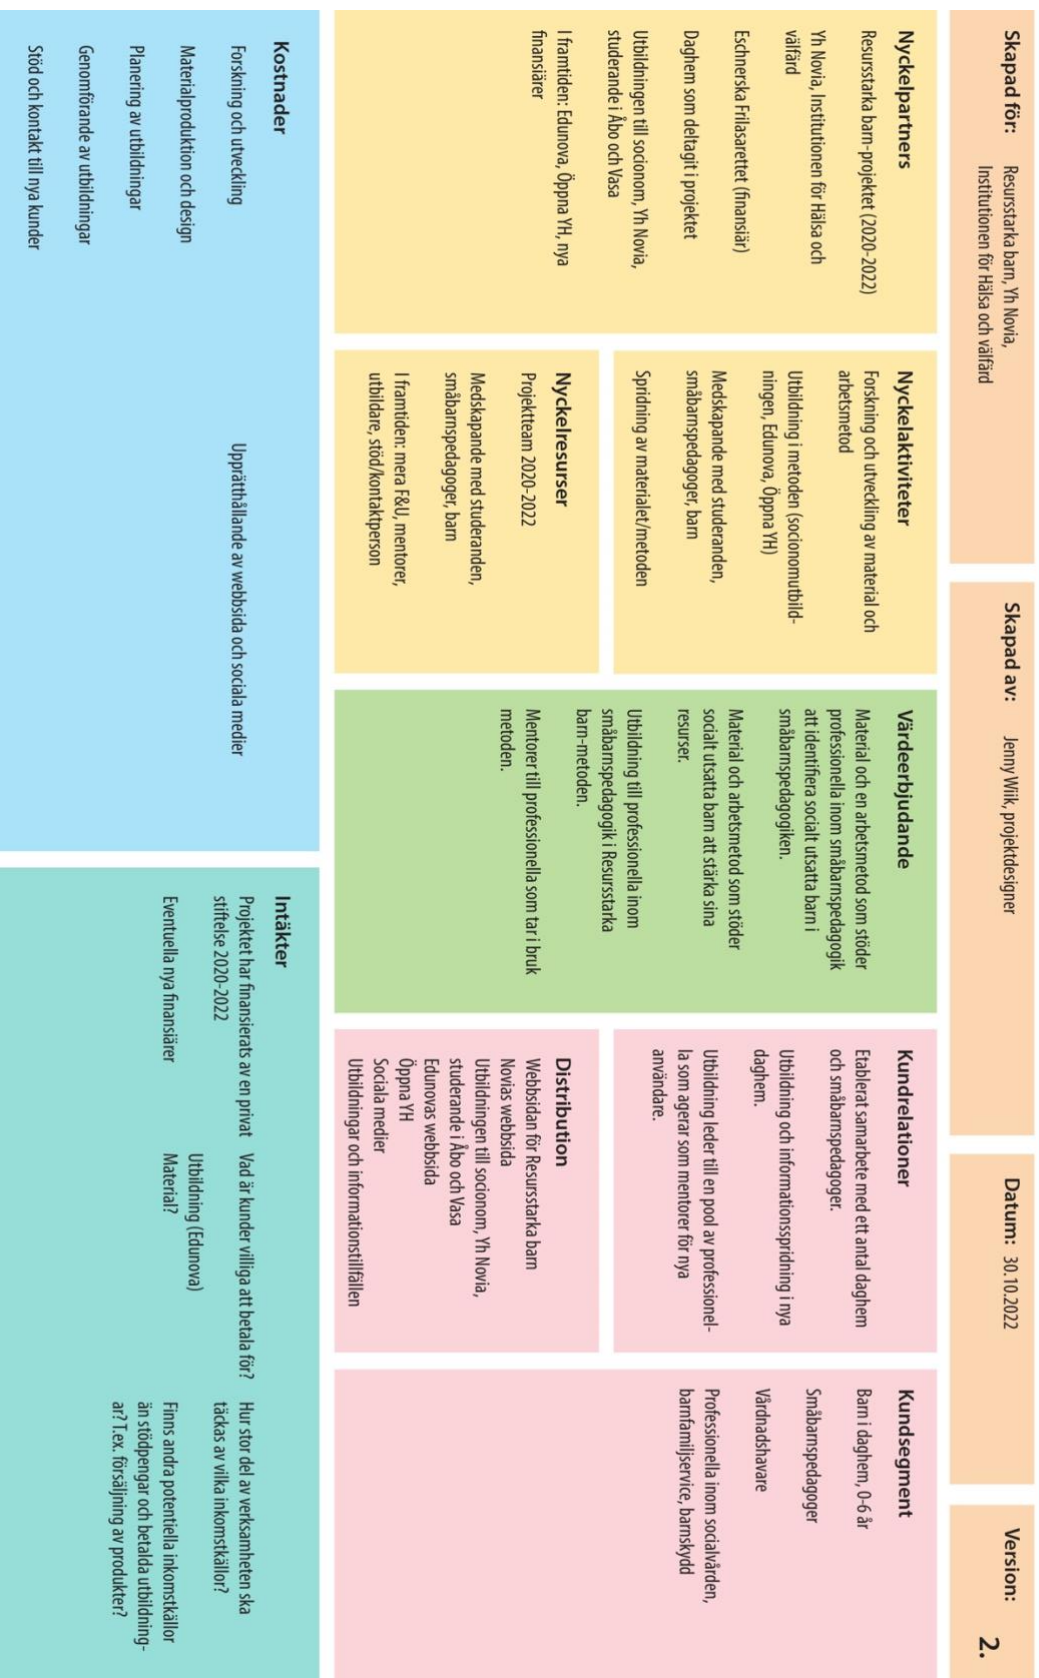 Skapad för: Resursstarka barn, Yh Novia,
Institutionen för Hälsa och välfärd
Skapad av: Jenny Wiik, projektdesigner
Datum: 30.10.2022
Version: 2.
Nyckelpartners
Resursstarka barn-projektet (2020-2022)
Yh Novia, Institutionen för Hälsa och
välfärd
Eschnerska Frilasarettet (finansiär)
Daghem som deltagit i projektet
Utbildningen till socionom, Yh Novia,
studerande i Åbo och Vasa
I framtiden: Edunova, Öppna YH, nya
finansiärer
Nyckelaktiviteter
Forskning och utveckling av material och
arbetsmetod
Utbildning i metoden (socionomutbild-
ningen, Edunova, Öppna YH)
Medskapande med studeranden,
småbarnspedagoger, barn
Spridning av materialet/metoden
Nyckelresurser
Projektteam 2020-2022
Medskapande med studeranden,
småbarnspedagoger, barn
I framtiden: mera F&U, mentorer,
utbildare, stöd/kontaktperson
Värdeerbjudande
Material och en arbetsmetod som stöder
professionella inom småbarnspedagogik
att identifiera socialt utsatta barn i
småbarnspedagogiken.
Material och arbetsmetod som stöder
socialt utsatta barn att stärka sina
resurser.
Utbildning till professionella inom
småbarnspedagogik i Resursstarka
barn-metoden.
Mentorer till professionella som tar i bruk
metoden.
Kundrelationer
Etablerat samarbete med ett antal daghem
och småbarnspedagoger.
Utbildning och informationsspridning i nya
daghem.
Utbildning leder till en pool av professionel-
la som agerar som mentorer för nya
användare.
Distribution
Webbsidan för Resursstarka barn
Novias webbsida
Utbildningen till socionom, Yh Novia,
studerande i Åbo och Vasa
Edunovas webbsida
Öppna YH
Sociala medier
Utbildningar och informationstillfällen
Kundsegment
Barn i daghem, 0-6 år
Småbarnspedagoger
Vårdnadshavare
Professionella inom socialvården,
barnfamiljservice, barnskydd
Kostnader
Forskning och utveckling
Materialproduktion och design
Planering av utbildningar
Genomförande av utbildningar
Stöd och kontakt till nya kunder
Upprätthållande av webbsida och sociala medier
Intäkter
Projektet har finansierats av en privat
stiftelse 2020-2022
Eventuella nya finansiärer
Vad är kunder villiga att betala för?
Utbildning (Edunova)
Material?
Hur stor del av verksamheten ska
täckas av vilka inkomstkällor?
Finns andra potentiella inkomstkällor
än stödpengar och betalda utbildning-
ar? T.ex. försäljning av produkter?